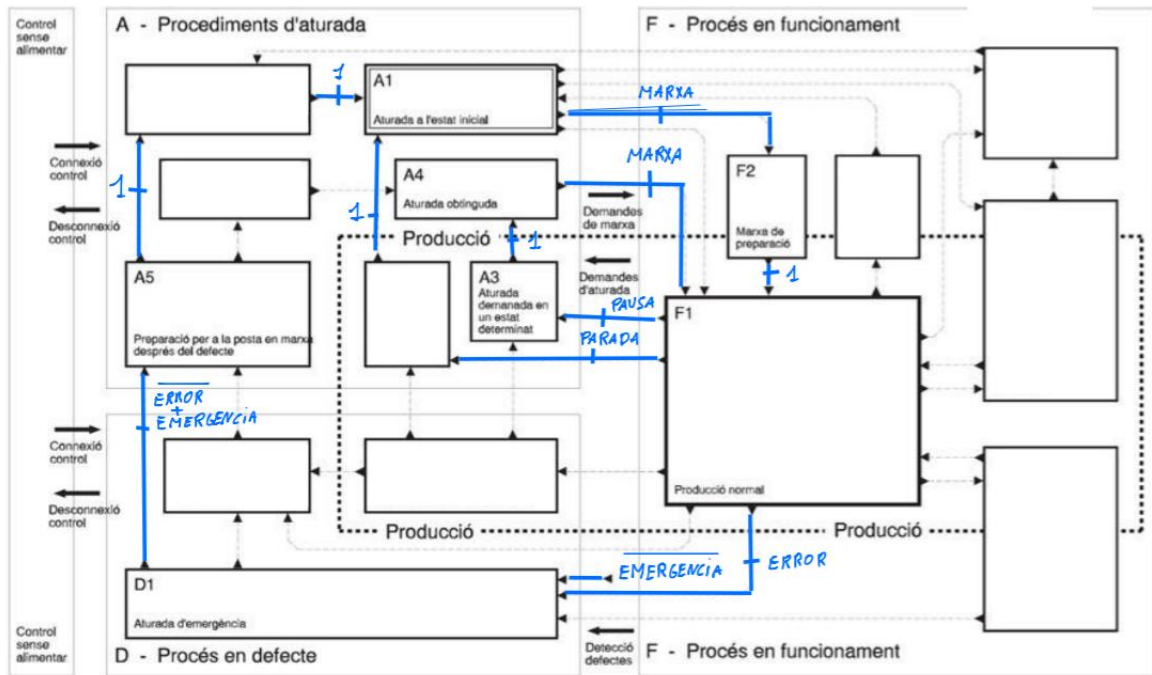 Control
sense
alimentar
A - Procediments d'aturada
F - Procés en funcionament
A1
Aturada a l'estat inicial
1
MARXA
MARXA
Connexió
control
1
Desconnexió
control
A4
Aturada obtinguda
1
1
Demandes
de marxa
F2
Marxa de
preparació
1
Producció
A5
Preparació per a la posta en marxa
després del defecte
A3
Aturada
demanada en
un estat
determinat
Demandes
d'aturada
PAUSA
PARADA
F1
Producció normal
ERROR
+
EMERGENCIA
Connexió
control
Desconnexió
control
Producció
Producció
EMERGENCIA
ERROR
D1
Aturada d'emergència
Control
sense
alimentar
D - Procés en defecte
Detecció
defectes
F - Procés en funcionament